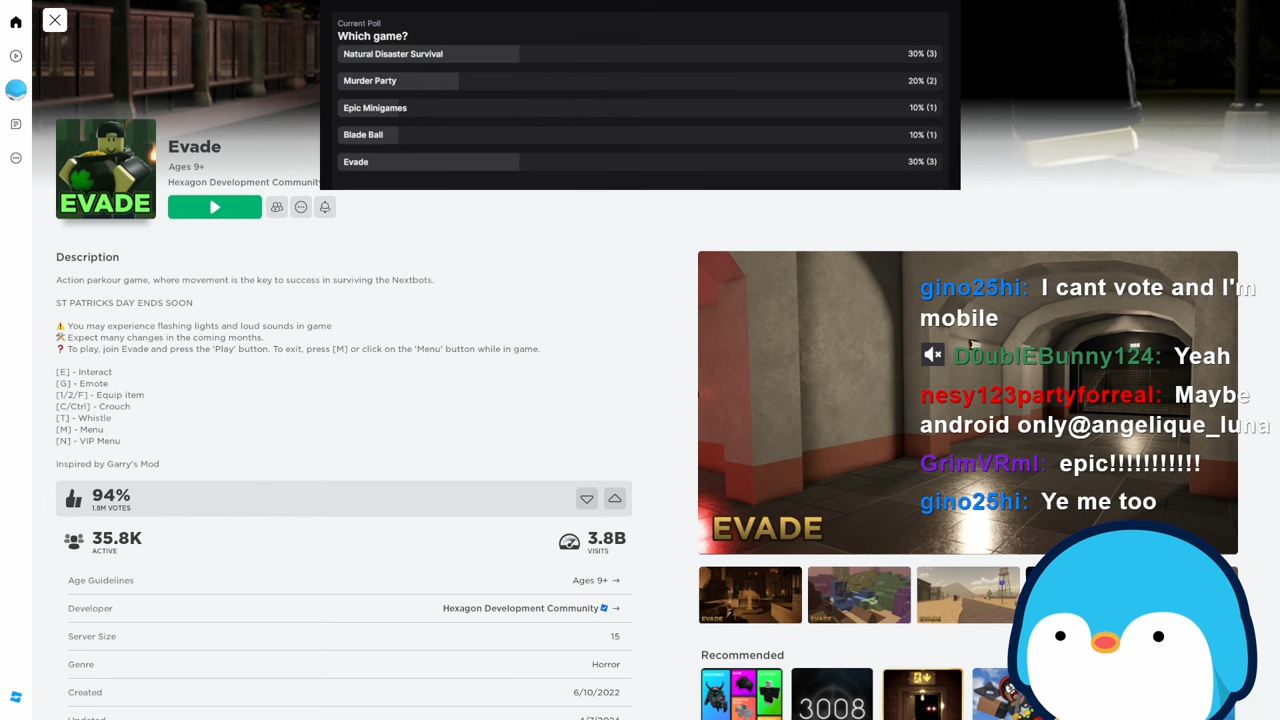 Current Poll
Which game?
Natural Disaster Survival 30% (3)
Murder Party 20% (2)
Epic Minigames 10% (1)
Blade Ball 10% (1)
Evade 30% (3)
EVADE
Evade
Ages 9+
Hexagon Development Community
Description
Action parkour game, where movement is the key to success in surviving the Nextbots.
ST PATRICKS DAY ENDS SOON
⚠️ You may experience flashing lights and loud sounds in game
🛠️ Expect many changes in the coming months.
❓ To play, join Evade and press the 'Play' button. To exit, press [M] or click on the 'Menu' button while in game.
[E] - Interact
[G] - Emote
[1/2/F] - Equip item
[C/Ctrl] - Crouch
[T] - Whistle
[M] - Menu
[N] - VIP Menu
Inspired by Garry's Mod
94%
1.8M VOTES
35.8K
ACTIVE
3.8B
VISITS
Age Guidelines Ages 9+ →
Developer Hexagon Development Community →
Server Size 15
Genre Horror
Created 6/10/2022
Updated 4/7/2024
gino25hi: I cant vote and I'm
mobile
D0ublEBunny124: Yeah
nesy123partyforreal: Maybe
android only@angelique_luna
GrimVRml: epic!!!!!!!!!!!
gino25hi: Ye me too
EVADE
EVADE
EVADE
EVADE
Recommended
3008